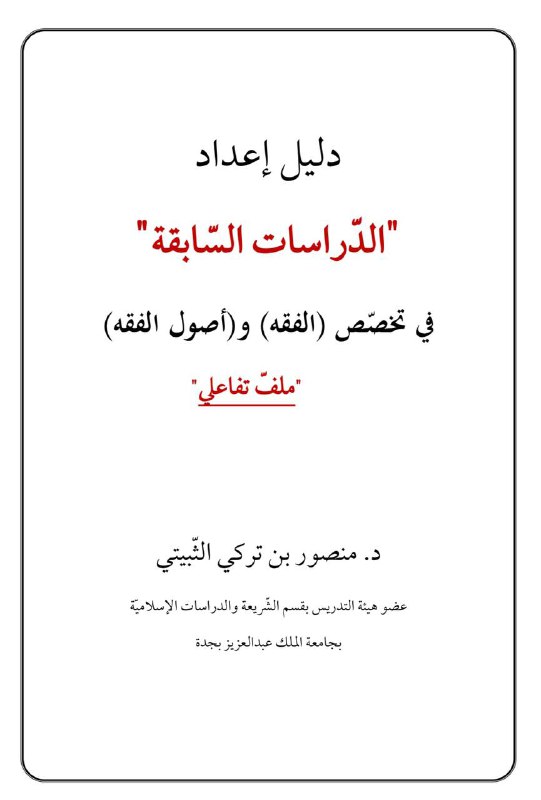 دليل إعداد
"الدّراسات السّابقة"
في تخصّص (الفقه) و(أصول الفقه)
"ملفّ تفاعلي"
د. منصور بن تركي الثّبيتي
عضو هيئة التدريس بقسم الشّريعة والدراسات الإسلاميّة
بجامعة الملك عبدالعزيز بجدة